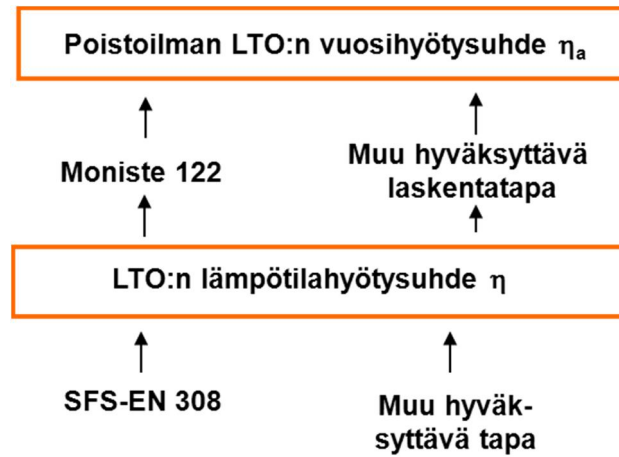 Poistoilman LTO:n vuosihyötysuhde ηa
Moniste 122
Muu hyväksyttävä
laskentatapa
LTO:n lämpötilahyötysuhde η
SFS-EN 308
Muu hyväk-
syttävä tapa